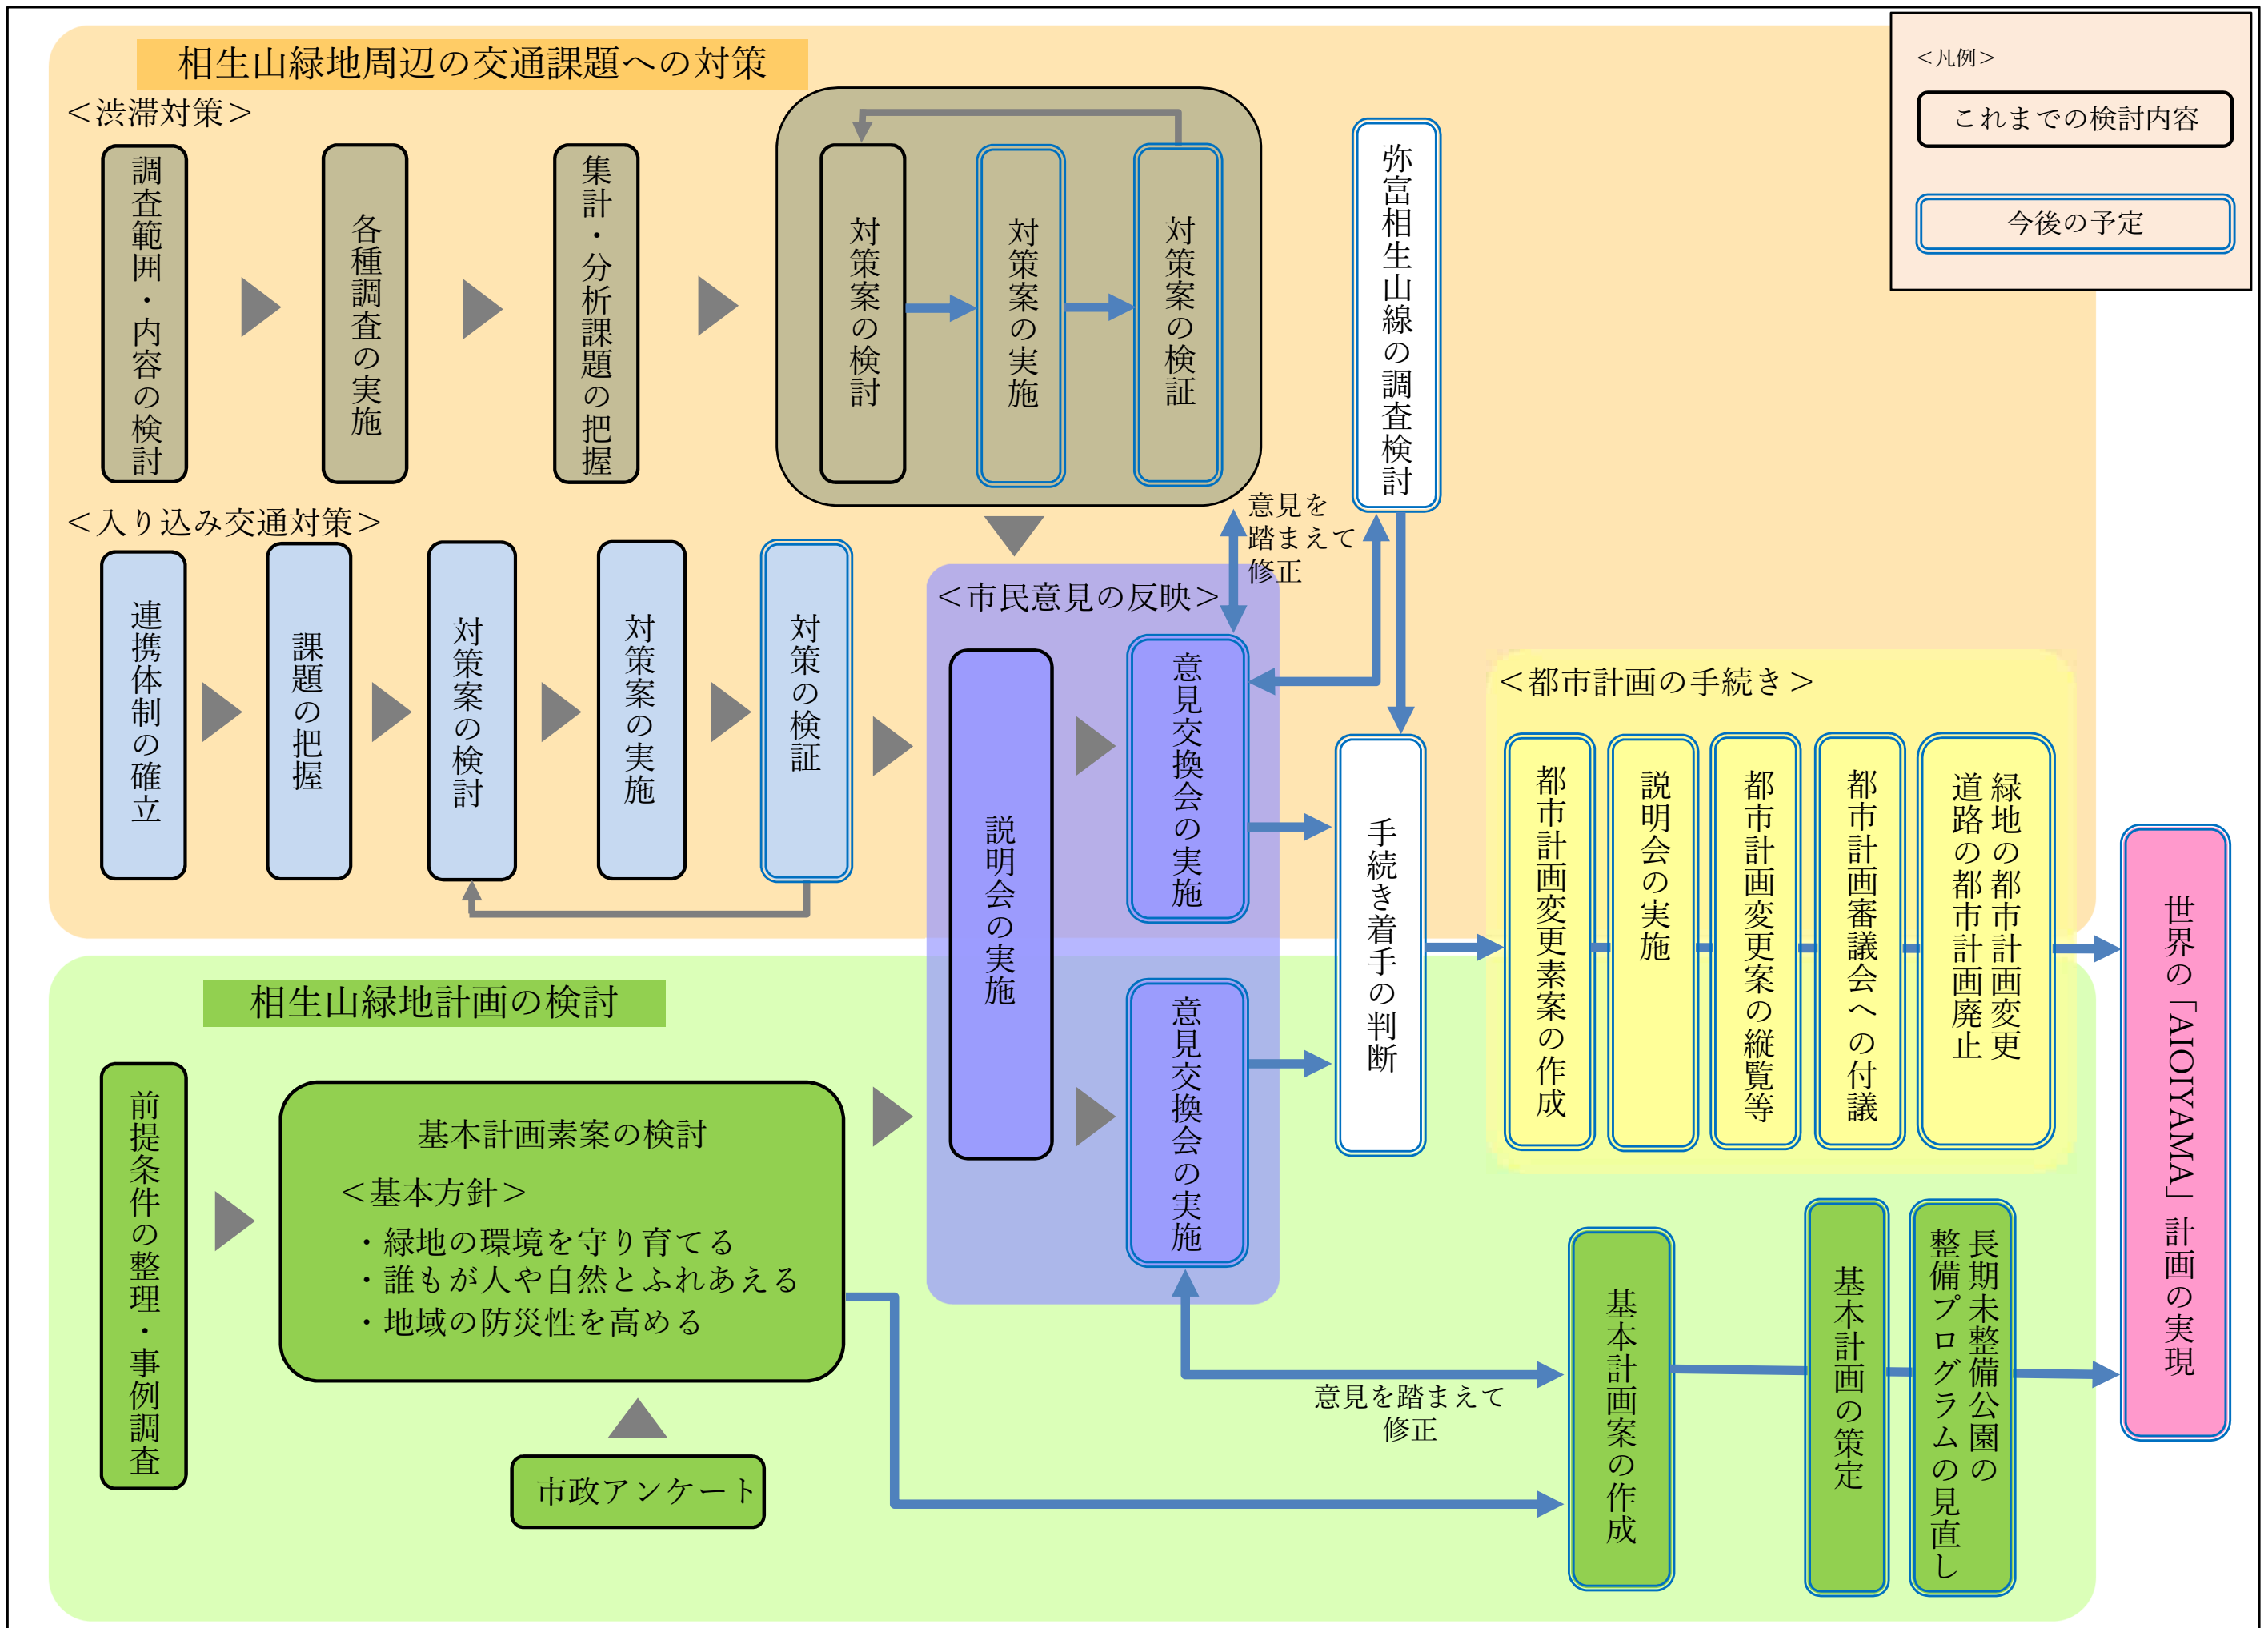 相生山緑地周辺の交通課題への対策
＜凡例＞
これまでの検討内容
今後の予定
＜渋滞対策＞
調査範囲・内容の検討
各種調査の実施
集計・分析課題の把握
対策案の検討
対策案の実施
対策案の検証
弥富相生山線の調査検討
意見を
踏まえて
修正
＜入り込み交通対策＞
連携体制の確立
課題の把握
対策案の検討
対策案の実施
対策の検証
＜市民意見の反映＞
説明会の実施
意見交換会の実施
意見交換会の実施
手続き着手の判断
＜都市計画の手続き＞
都市計画変更素案の作成
説明会の実施
都市計画変更案の縦覧等
都市計画審議会への付議
緑地の都市計画変更
道路の都市計画廃止
世界の「AIOIYAMA」計画の実現
相生山緑地計画の検討
前提条件の整理・事例調査
基本計画素案の検討
＜基本方針＞
・緑地の環境を守り育てる
・誰もが人や自然とふれあえる
・地域の防災性を高める
市政アンケート
意見を踏まえて
修正
基本計画案の作成
基本計画の策定
長期未整備公園の
整備プログラムの見直し